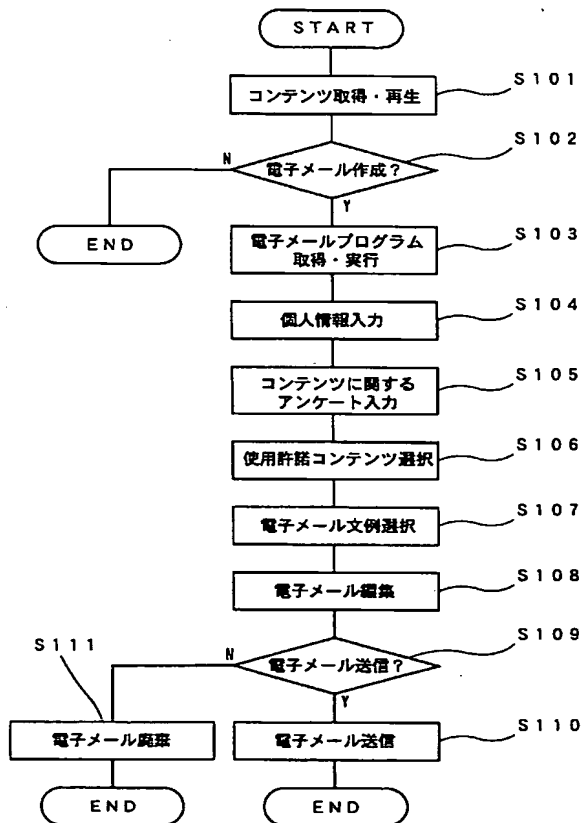 START
コンテンツ取得・再生
S101
S102
N
電子メール作成?
Y
END
電子メールプログラム
取得・実行
S103
個人情報入力
S104
コンテンツに関する
アンケート入力
S105
使用許諾コンテンツ選択
S106
電子メール文例選択
S107
電子メール編集
S108
S109
S111
N
電子メール送信?
Y
電子メール廃棄
電子メール送信
S110
END
END